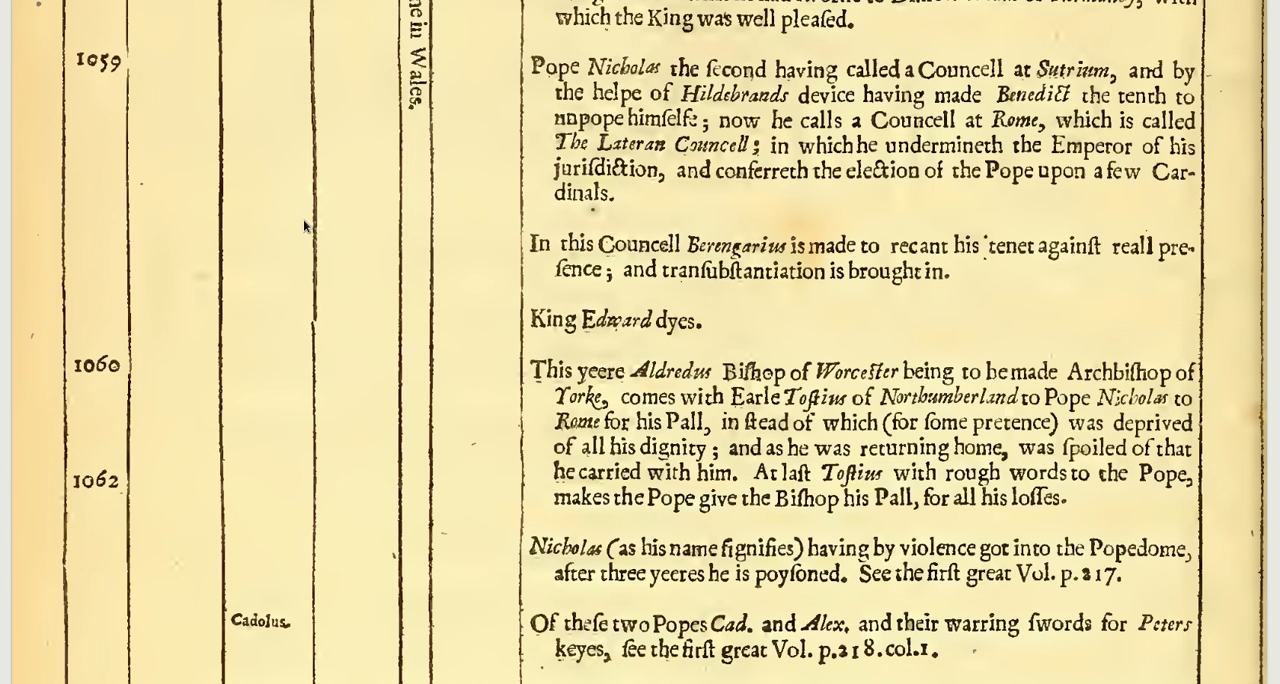 which the King was well pleaſed.
ne in Wales.
1059
Pope Nicholas the ſecond having called a Councell at Sutrium, and by
the helpe of Hildebrands device having made Benedict the tenth to
unpope himſelfe; now he calls a Councell at Rome, which is called
The Lateran Councell; in which he undermineth the Emperor of his
juriſdiction, and conferreth the election of the Pope upon a few Car-
dinals.
In this Councell Berengarius is made to recant his tenet againſt reall pre-
ſence; and tranſubſtantiation is brought in.
King Edward dyes.
1060
This yeere Aldredus Biſhop of Worceſter being to be made Archbiſhop of
Yorke, comes with Earle Toſtius of Northumberland to Pope Nicholas to
Rome for his Pall, in ſtead of which (for ſome pretence) was deprived
of all his dignity; and as he was returning home, was ſpoiled of that
he carried with him. At laſt Toſtius with rough words to the Pope,
1062
makes the Pope give the Biſhop his Pall, for all his loſſes.
Nicholas (as his name ſignifies) having by violence got into the Popedome,
after three yeeres he is poyſoned. See the firſt great Vol. p. 217.
Cadolus.
Of theſe two Popes Cad. and Alex. and their warring ſwords for Peters
keyes, ſee the firſt great Vol. p. 218. col. 1.